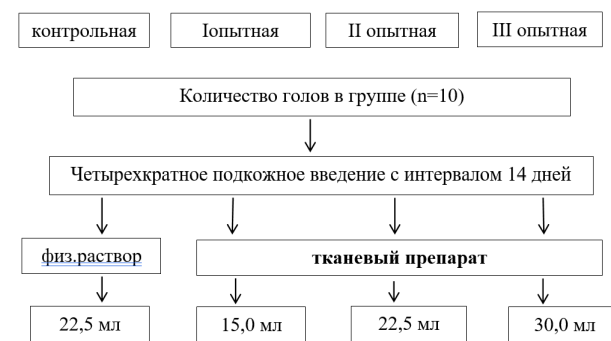 контрольная Iопытная II опытная III опытная
Количество голов в группе (n=10)
Четырехкратное подкожное введение с интервалом 14 дней
физ.раствор тканевый препарат
22,5 мл 15,0 мл 22,5 мл 30,0 мл